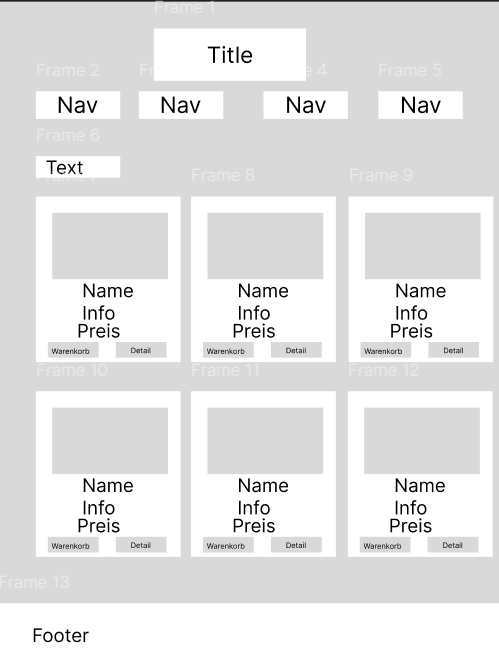 Frame 1
Title
Frame 2
Fr
e 4
Frame 5
Nav
Nav
Nav
Nav
Frame 6
Text
Frame 8
Frame 9
Name
Info
Preis
Warenkorb
Detail
Name
Info
Preis
Warenkorb
Detail
Name
Info
Preis
Warenkorb
Detail
Frame 10
Frame 11
Frame 12
Name
Info
Preis
Warenkorb
Detail
Name
Info
Preis
Warenkorb
Detail
Name
Info
Preis
Warenkorb
Detail
Frame 13
Footer